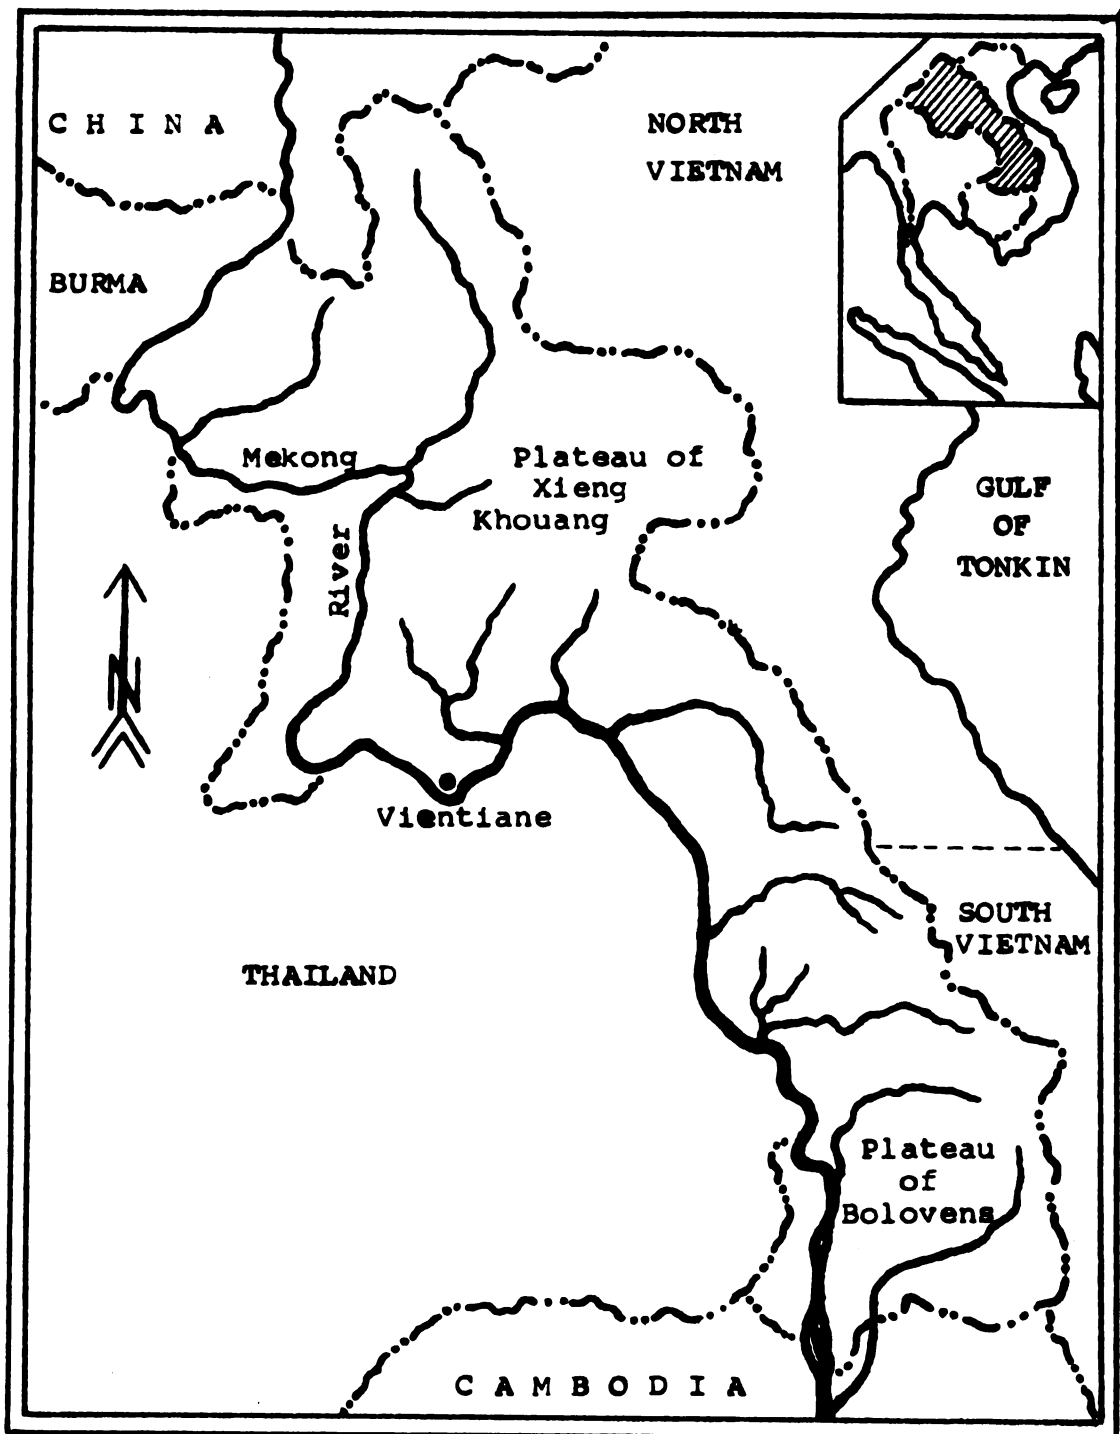 CHINA
NORTH
VIETNAM
BURMA
Mekong
River
Plateau of
Xieng
Khouang
GULF
OF
TONKIN
N
Vientiane
SOUTH
VIETNAM
THAILAND
Plateau
of
Bolovens
CAMBODIA